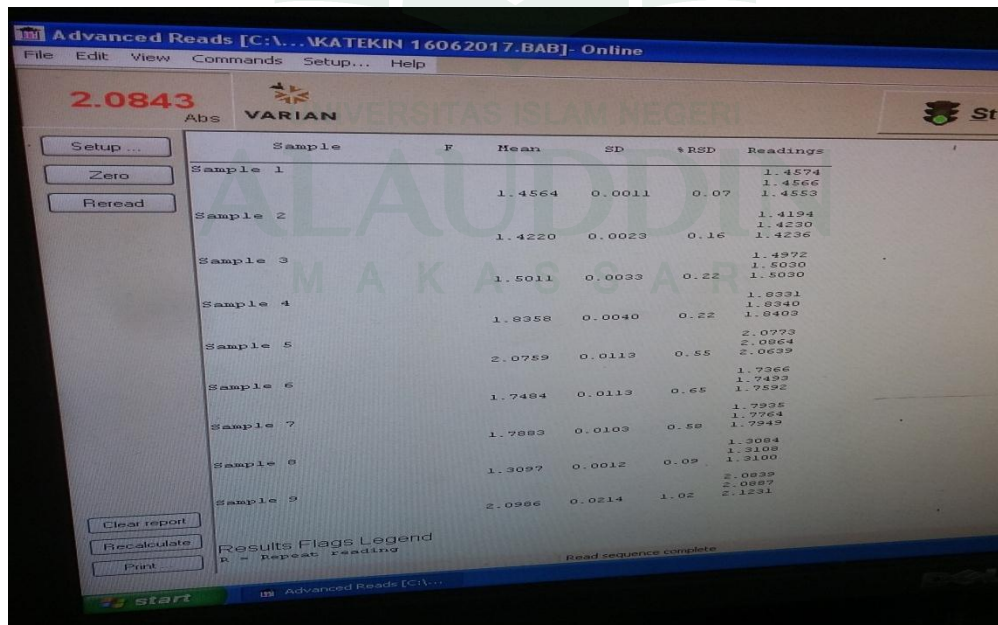 Advanced Reads [C:\...\KATEKIN 16062017.BAB]- Online
File Edit View Commands Setup... Help
2.0843 Abs VARIAN St
UNIVERSITAS ISLAM NEGERI
ALAUDDIN
MAKASSAR
Setup ...
Zero
Reread
Sample F Mean SD %RSD Readings
Sample 1 1.4574
1.4566
1.4564 0.0011 0.07 1.4553
Sample 2 1.4194
1.4230
1.4220 0.0023 0.16 1.4236
Sample 3 1.4972
1.5030
1.5011 0.0033 0.22 1.5030
Sample 4 1.8331
1.8340
1.8358 0.0040 0.22 1.8403
Sample 5 2.0773
2.0864
2.0759 0.0113 0.55 2.0639
Sample 6 1.7366
1.7493
1.7484 0.0113 0.65 1.7592
Sample 7 1.7935
1.7764
1.7883 0.0103 0.58 1.7949
Sample 8 1.3084
1.3108
1.3097 0.0012 0.09 1.3100
Sample 9 2.0839
2.0887
2.0986 0.0214 1.02 2.1231
Clear report
Recalculate
Print
Results Flags Legend
R = Repeat reading
Read sequence complete
start Advanced Reads [C:\...